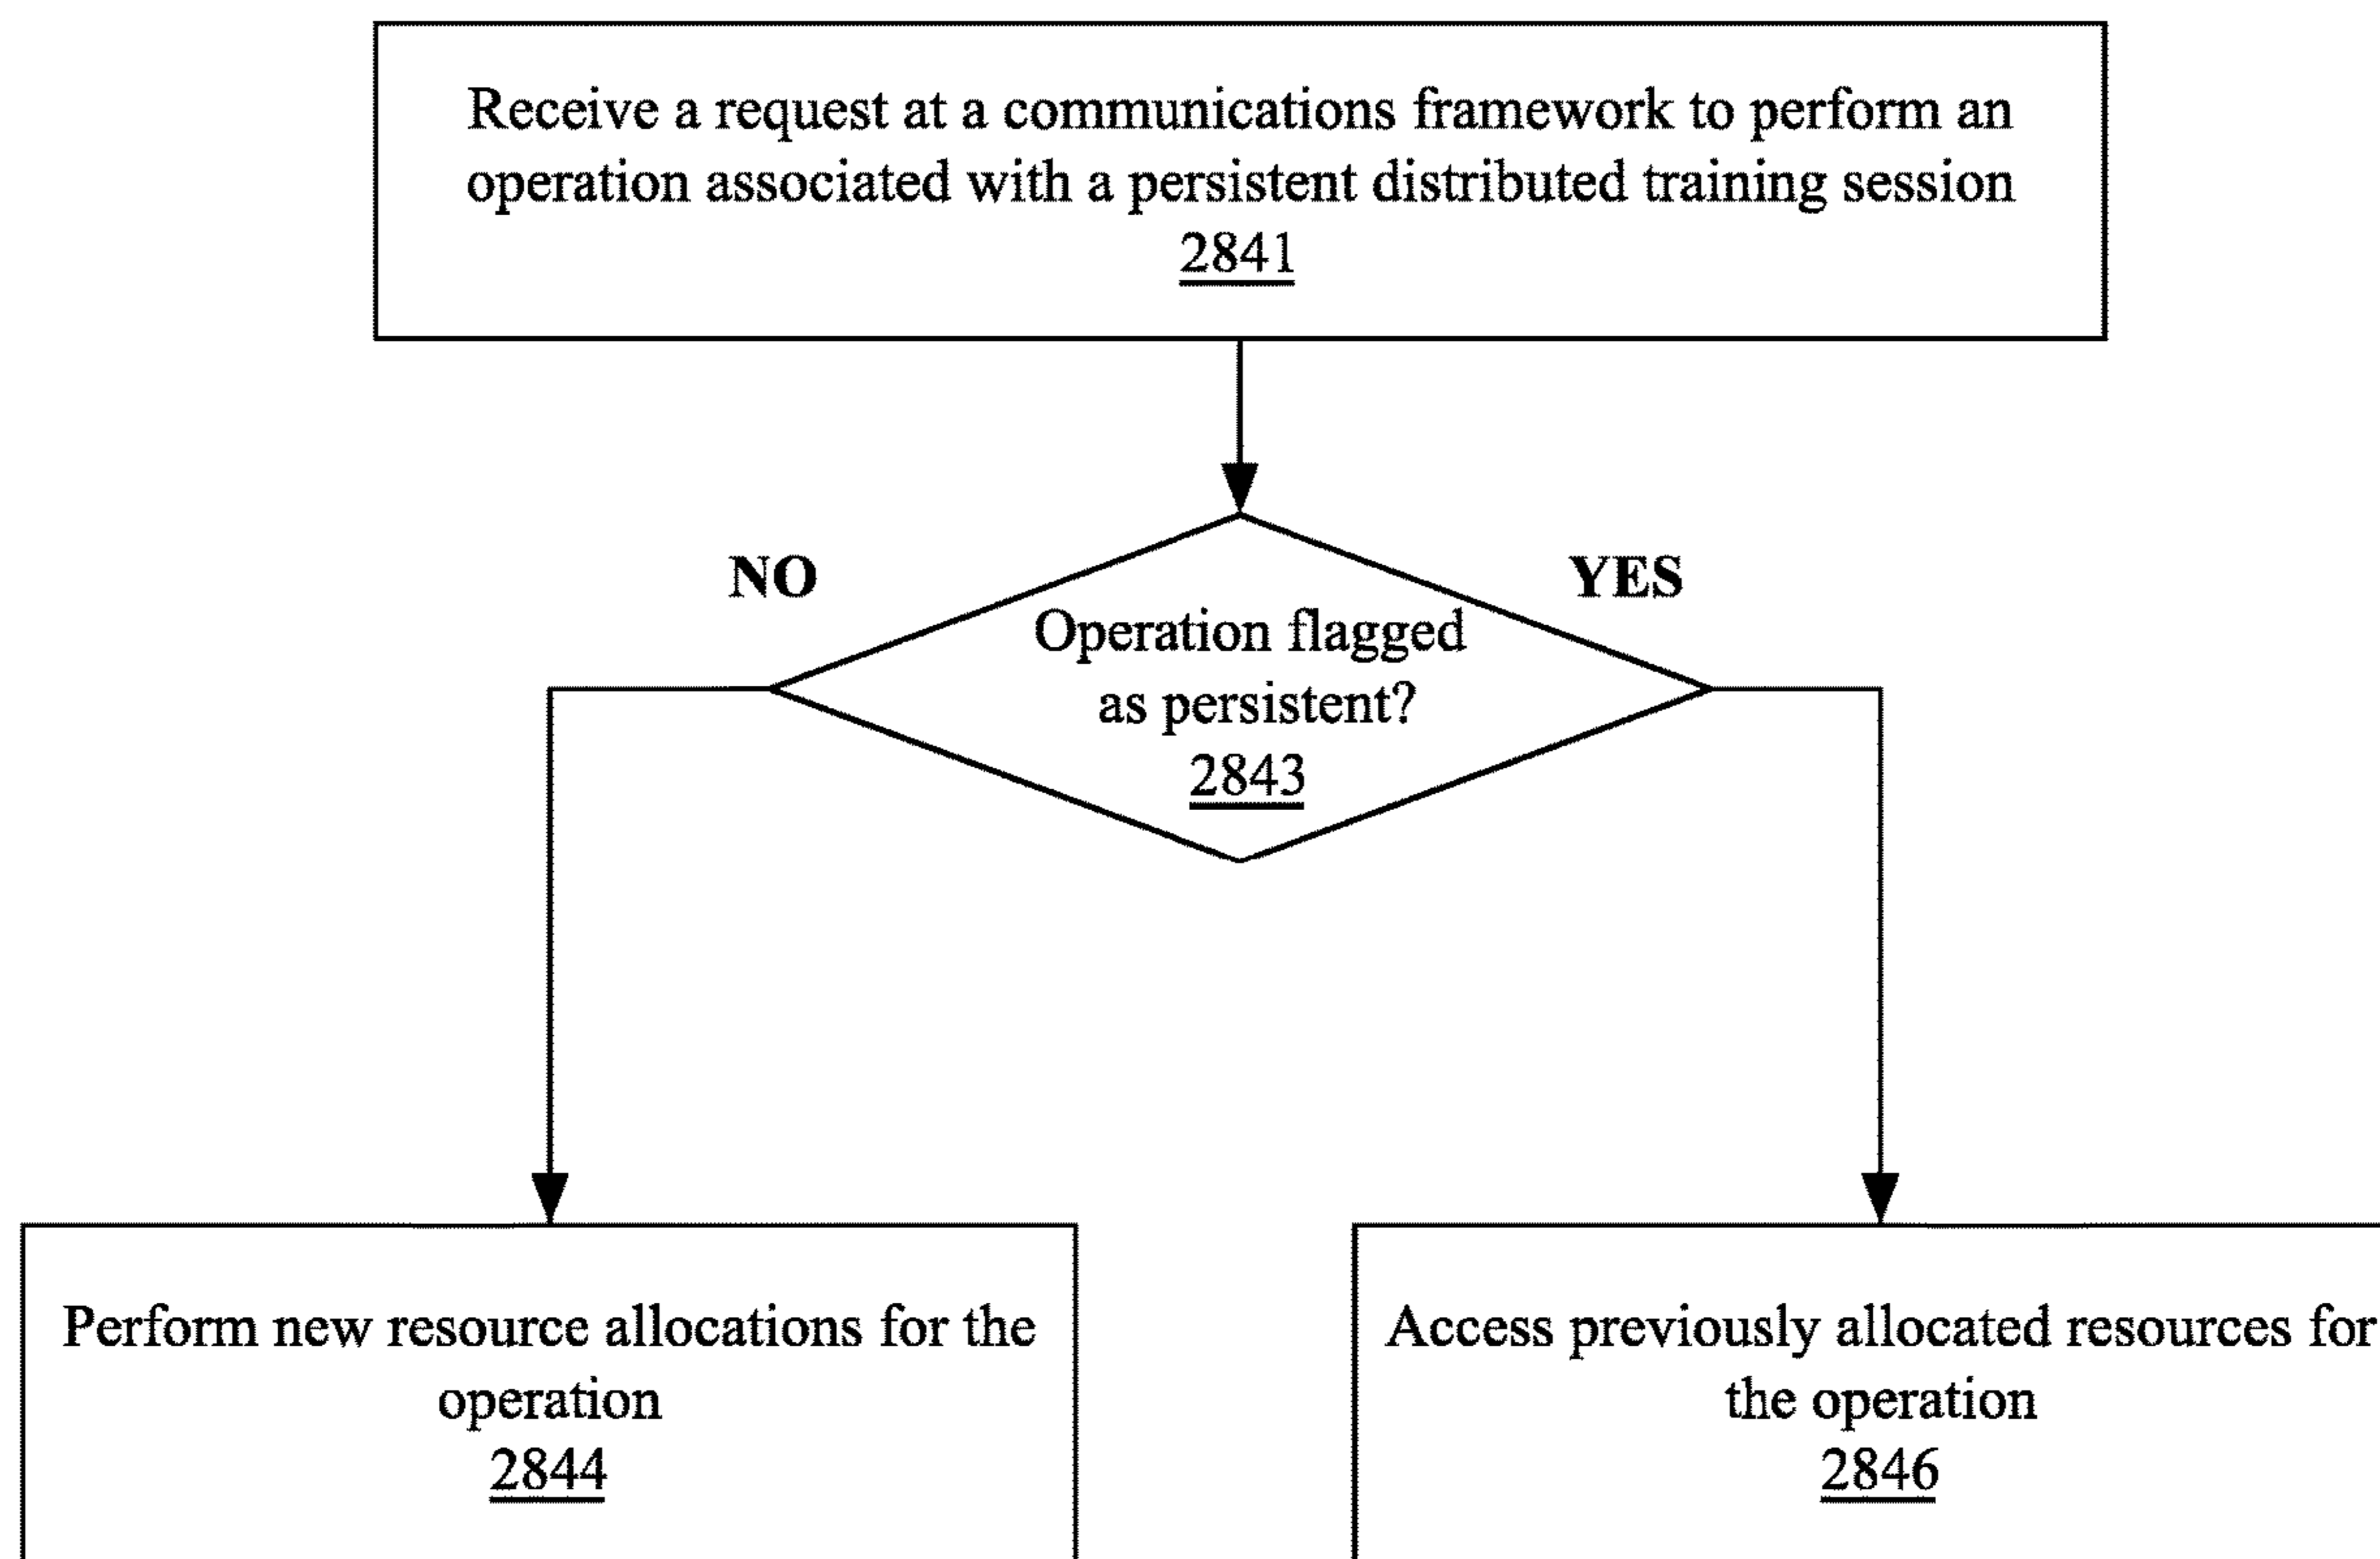 Receive a request at a communications framework to perform an
operation associated with a persistent distributed training session
2841
NO
YES
Operation flagged
as persistent?
2843
Perform new resource allocations for the
operation
2844
Access previously allocated resources for
the operation
2846